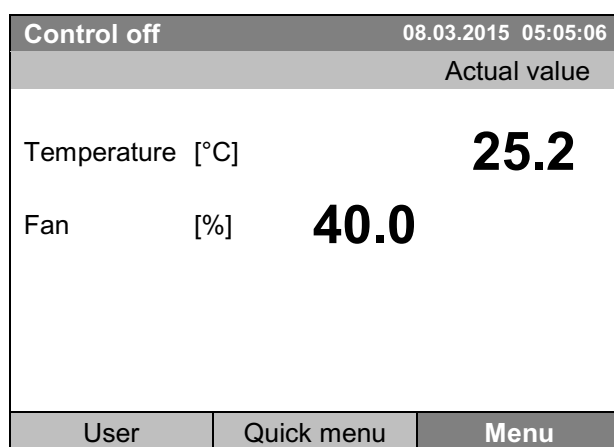 Control off 08.03.2015 05:05:06
Actual value
Temperature [°C] 25.2
Fan [%] 40.0
User Quick menu Menu